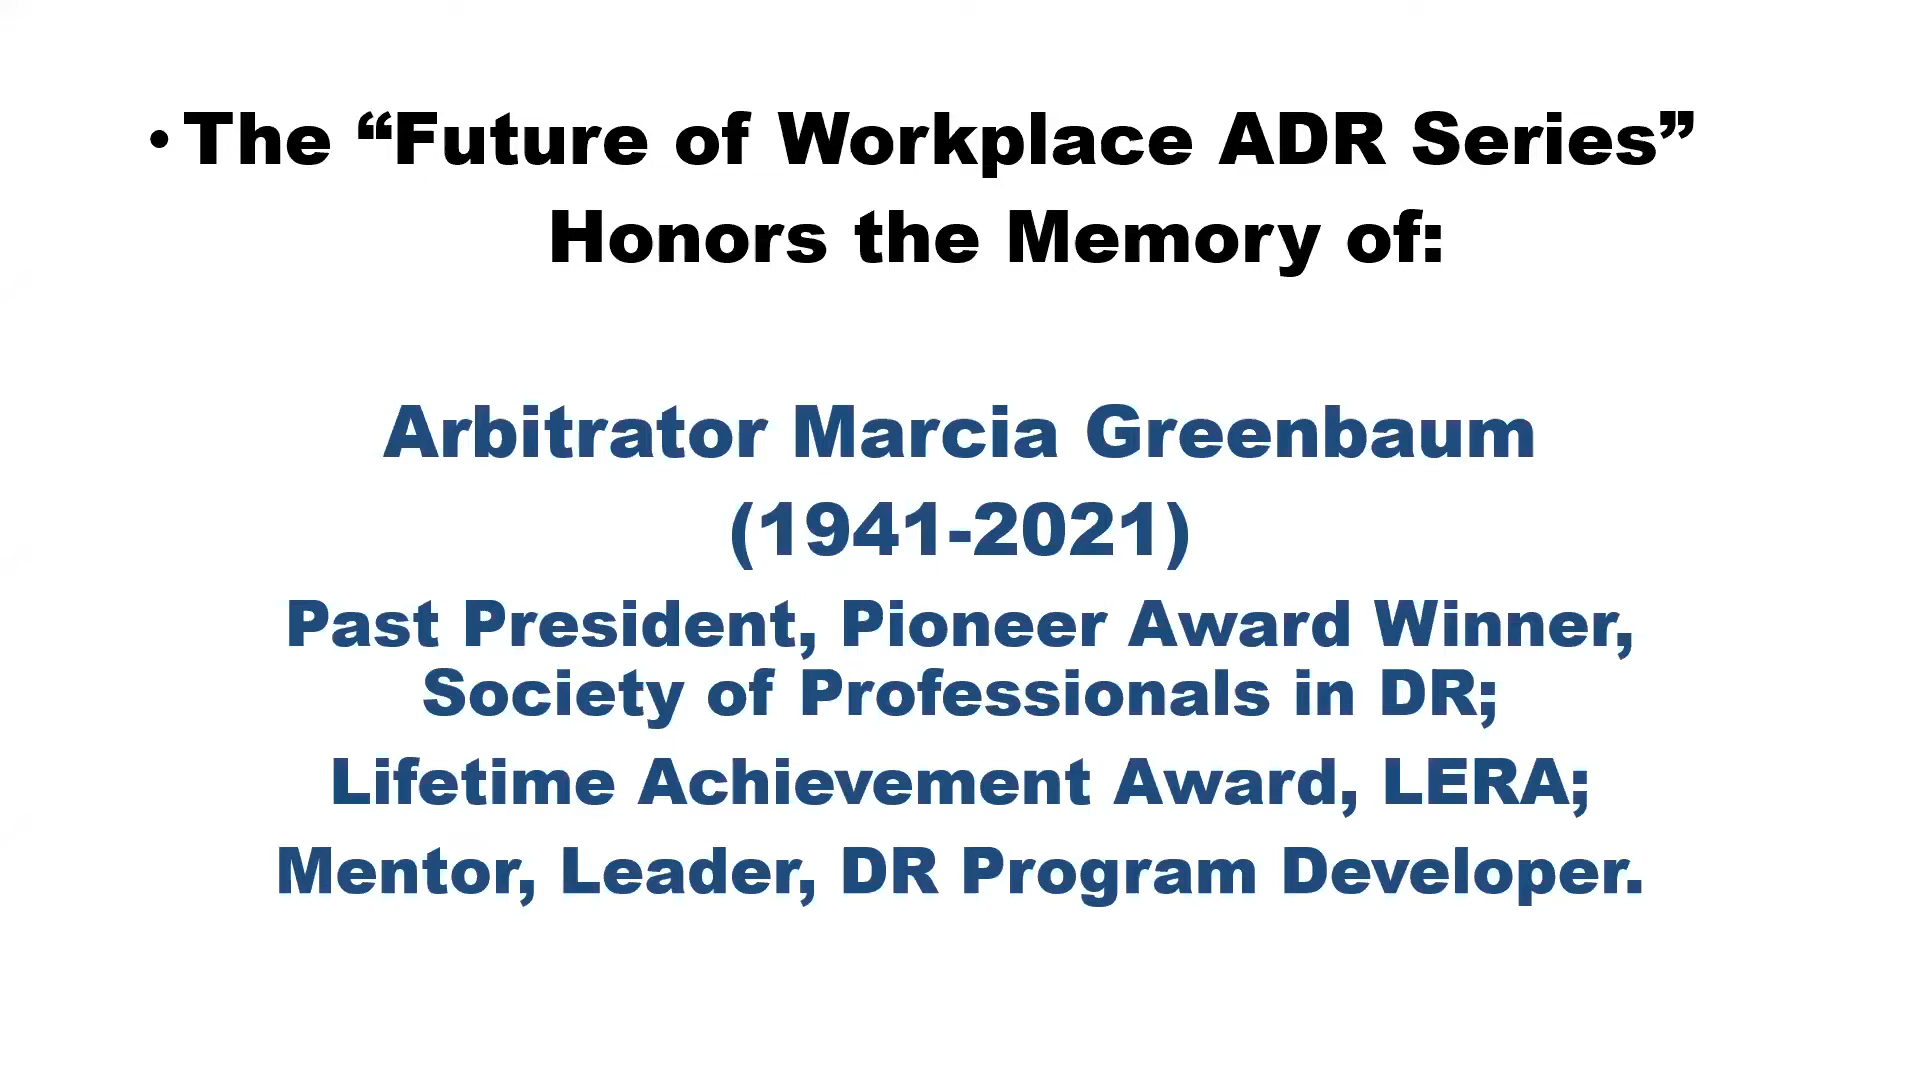 • The “Future of Workplace ADR Series”
Honors the Memory of:
Arbitrator Marcia Greenbaum
(1941-2021)
Past President, Pioneer Award Winner,
Society of Professionals in DR;
Lifetime Achievement Award, LERA;
Mentor, Leader, DR Program Developer.